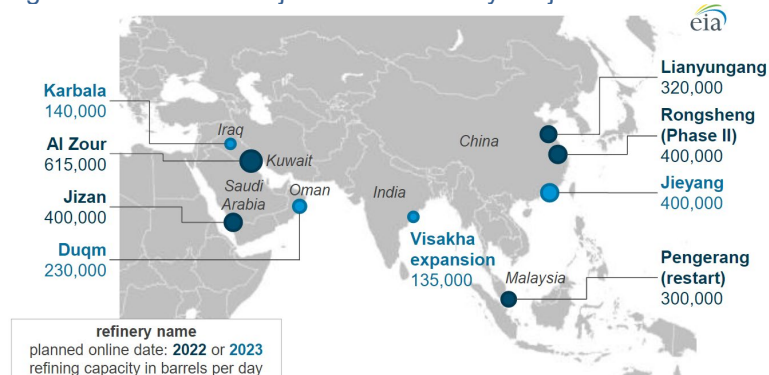 eia
Karbala
140,000
Al Zour
615,000
Jizan
400,000
Duqm
230,000
Iraq
Kuwait
Saudi
Arabia
Oman
India
China
Malaysia
Visakha
expansion
135,000
Lianyungang
320,000
Rongsheng
(Phase II)
400,000
Jieyang
400,000
Pengerang
(restart)
300,000
refinery name
planned online date: 2022 or 2023
refining capacity in barrels per day